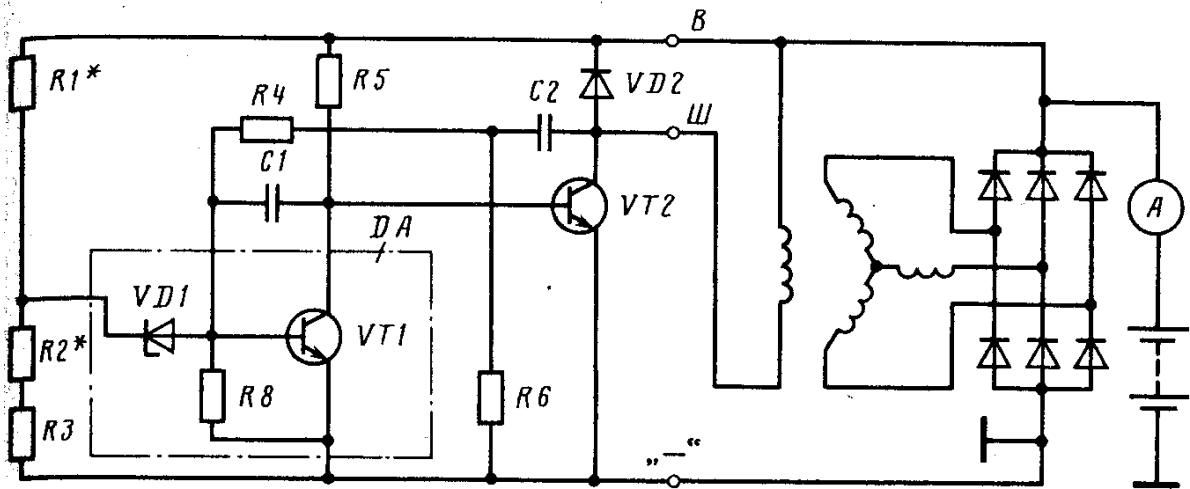 В
R1*
R5
VD2
C2
R4
Ш
C1
VT2
DA
A
VD1
VT1
R2*
R8
R6
R3
„—“